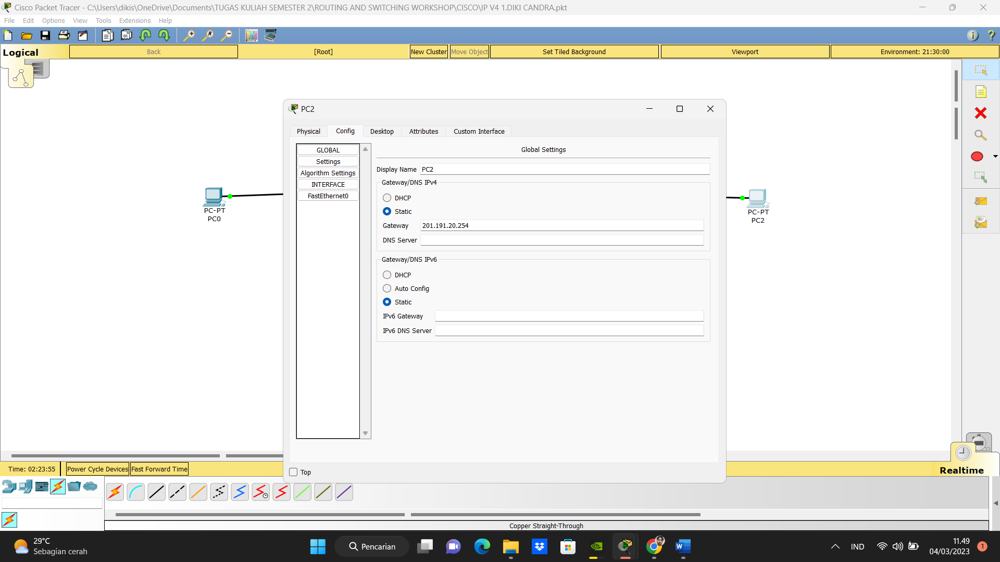 Cisco Packet Tracer - C:\Users\dikis\OneDrive\Documents\TUGAS KULIAH SEMESTER 2\ROUTING AND SWITCHING WORKSHOP\CISCO\IP V4 1.DIKI CANDRA.pkt
File Edit Options View Tools Extensions Help
Logical Back [Root] New Cluster Move Object Set Tiled Background Viewport Environment: 21:30:00
PC2
Physical Config Desktop Attributes Custom Interface
GLOBAL
Settings
Algorithm Settings
INTERFACE
FastEthernet0
Global Settings
Display Name PC2
Gateway/DNS IPv4
DHCP
Static
Gateway 201.191.20.254
DNS Server
Gateway/DNS IPv6
DHCP
Auto Config
Static
IPv6 Gateway
IPv6 DNS Server
Top
PC-PT
PC0
PC-PT
PC2
Time: 02:23:55 Power Cycle Devices Fast Forward Time
Realtime
Copper Straight-Through
29°C
Sebagian cerah
Pencarian
IND
11.49
04/03/2023
1